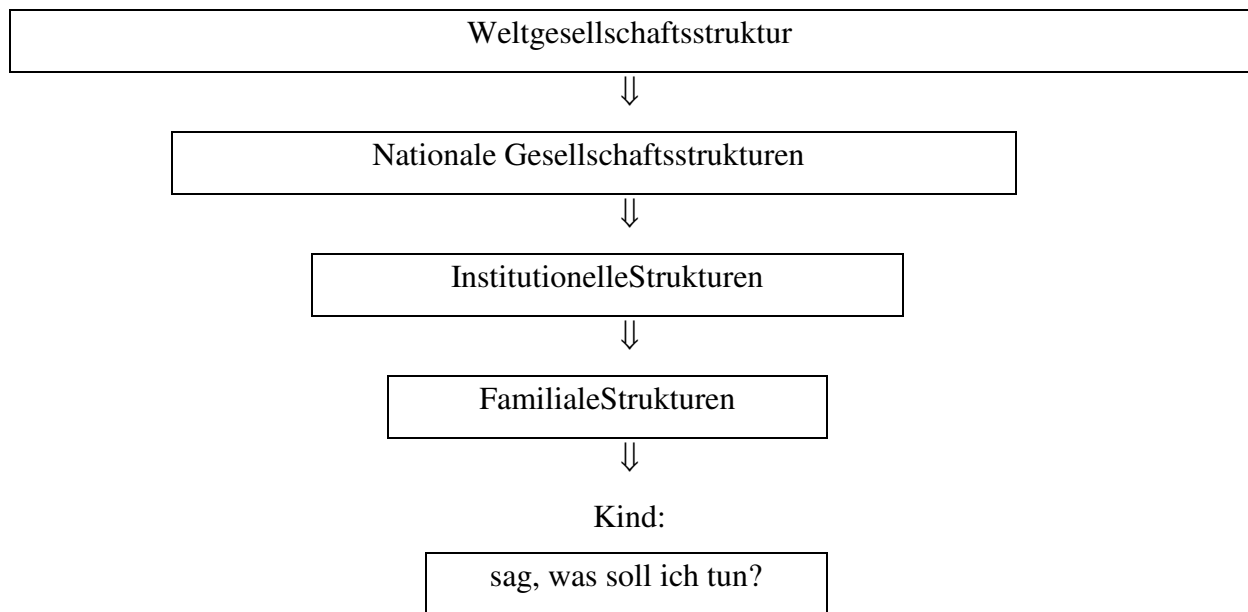 Weltgesellschaftsstruktur
⇓
Nationale Gesellschaftsstrukturen
⇓
InstitutionelleStrukturen
⇓
FamilialeStrukturen
⇓
Kind:
sag, was soll ich tun?